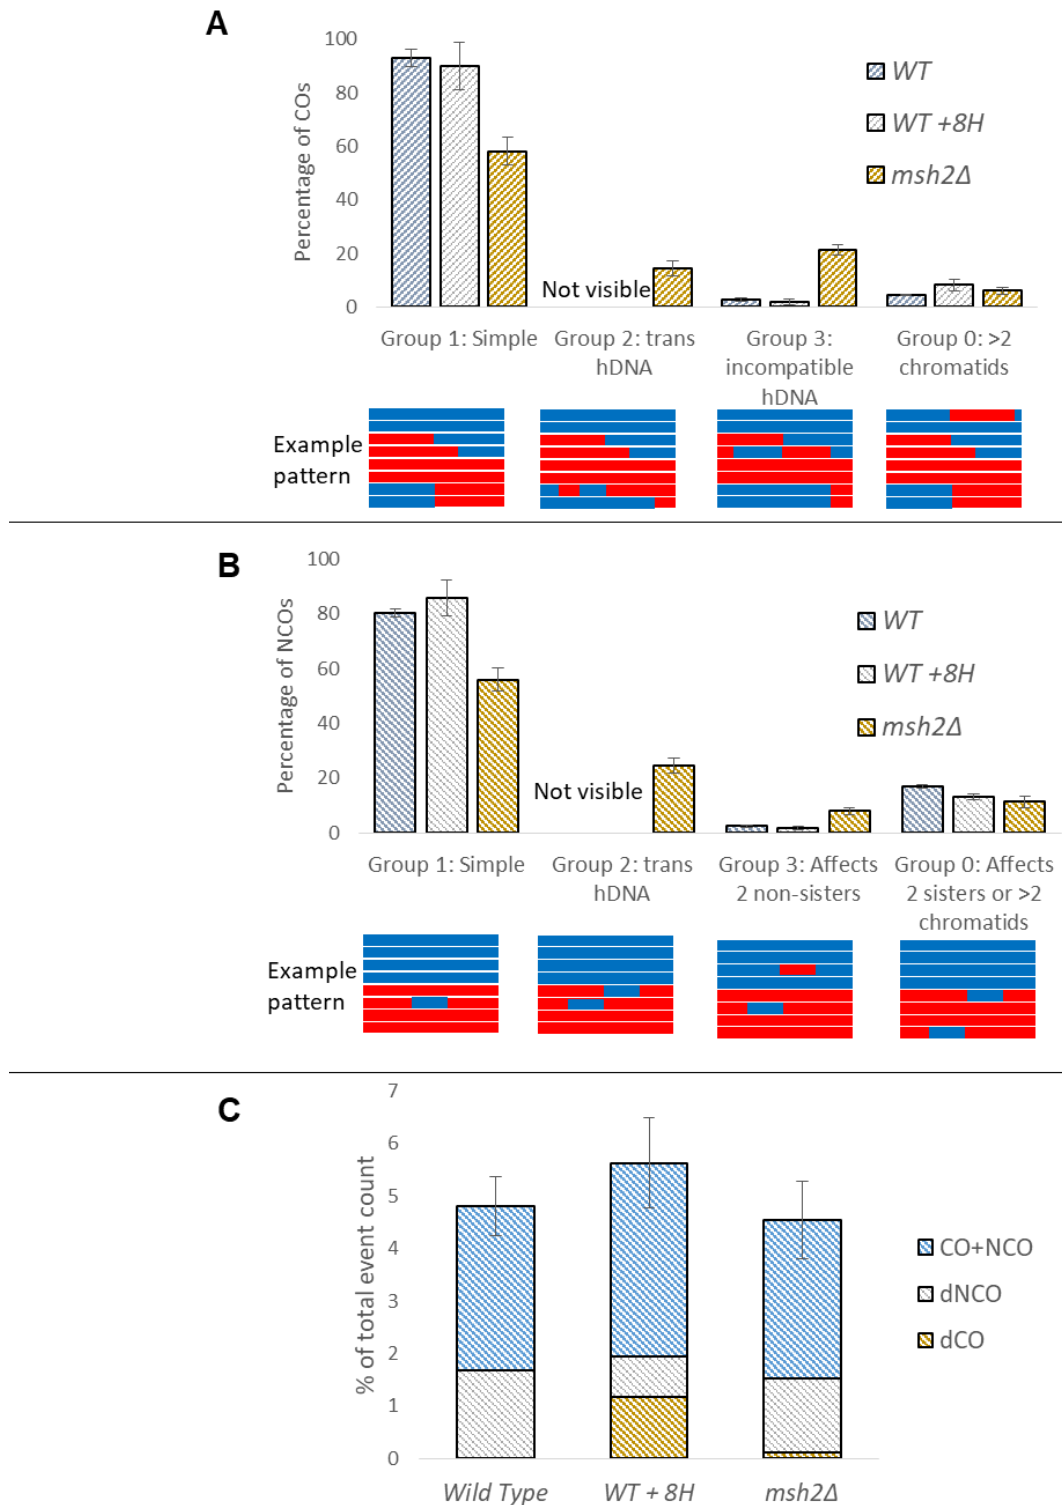 A
100
80
60
40
20
0
Percentage of COs
WT
WT +8H
msh2Δ
Not visible
Group 1: Simple
Group 2: trans
hDNA
Group 3:
incompatible
hDNA
Group 0: >2
chromatids
Example
pattern
B
100
80
60
40
20
0
Percentage of NCOs
WT
WT +8H
msh2Δ
Not visible
Group 1: Simple
Group 2: trans
hDNA
Group 3: Affects
2 non-sisters
Group 0: Affects
2 sisters or >2
chromatids
Example
pattern
C
7
6
5
4
3
2
1
0
% of total event count
CO+NCO
dNCO
dCO
Wild Type
WT + 8H
msh2Δ